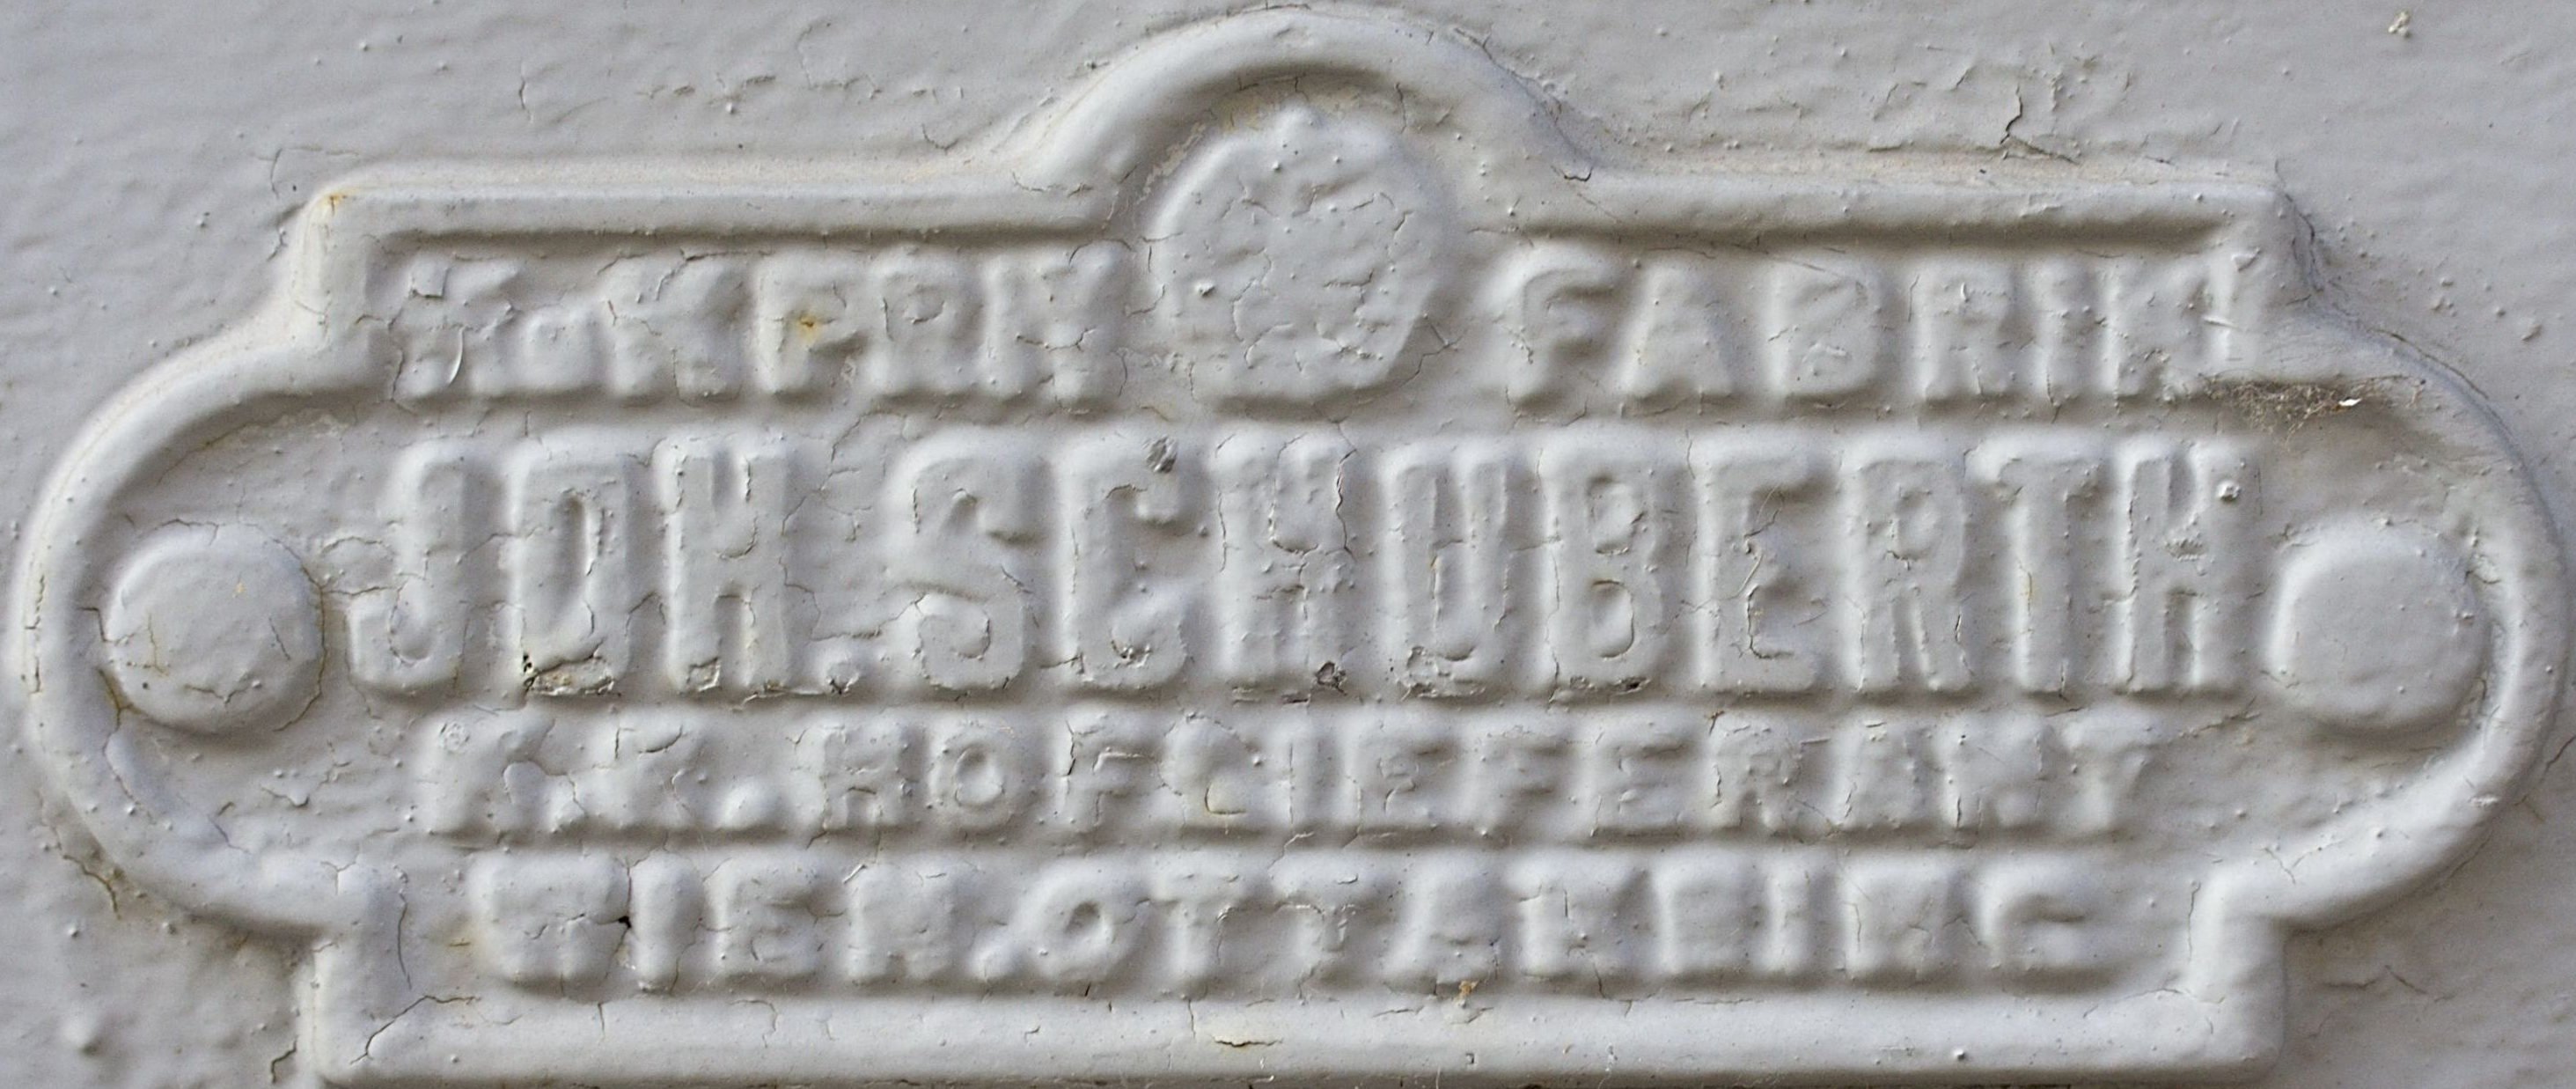 K.K. PRIV. FABRIK
JOH. SCHUBERTH
K.K. HOFLIEFERANT
WIEN, OTTAKRING